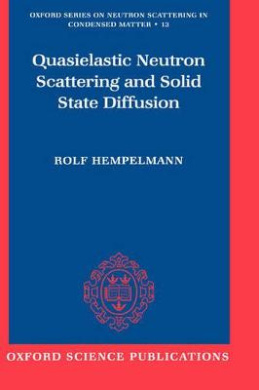 OXFORD SERIES ON NEUTRON SCATTERING IN
CONDENSED MATTER • 13
Quasielastic Neutron
Scattering and Solid
State Diffusion
ROLF HEMPELMANN
OXFORD SCIENCE PUBLICATIONS